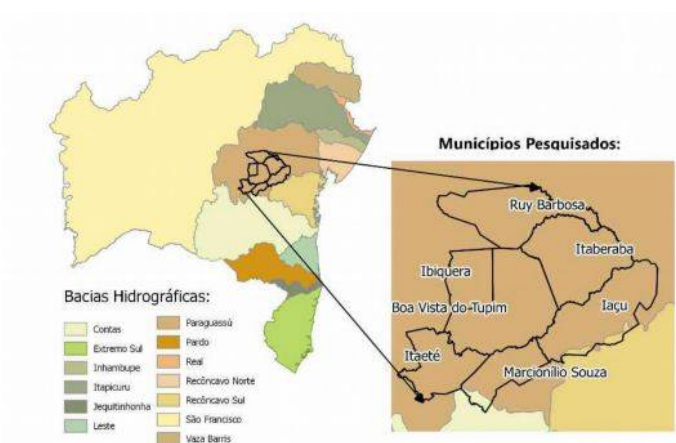 Municípios Pesquisados:
Ruy Barbosa
Itaberaba
Ibiquera
Iaçu
Boa Vista do Tupim
Itaeté
Marcionílio Souza
Bacias Hidrográficas:
Contas
Extremo Sul
Inhambupe
Itapicuru
Jequitinhonha
Leste
Paraguassú
Pardo
Real
Recôncavo Norte
Recôncavo Sul
São Francisco
Vaza Barris